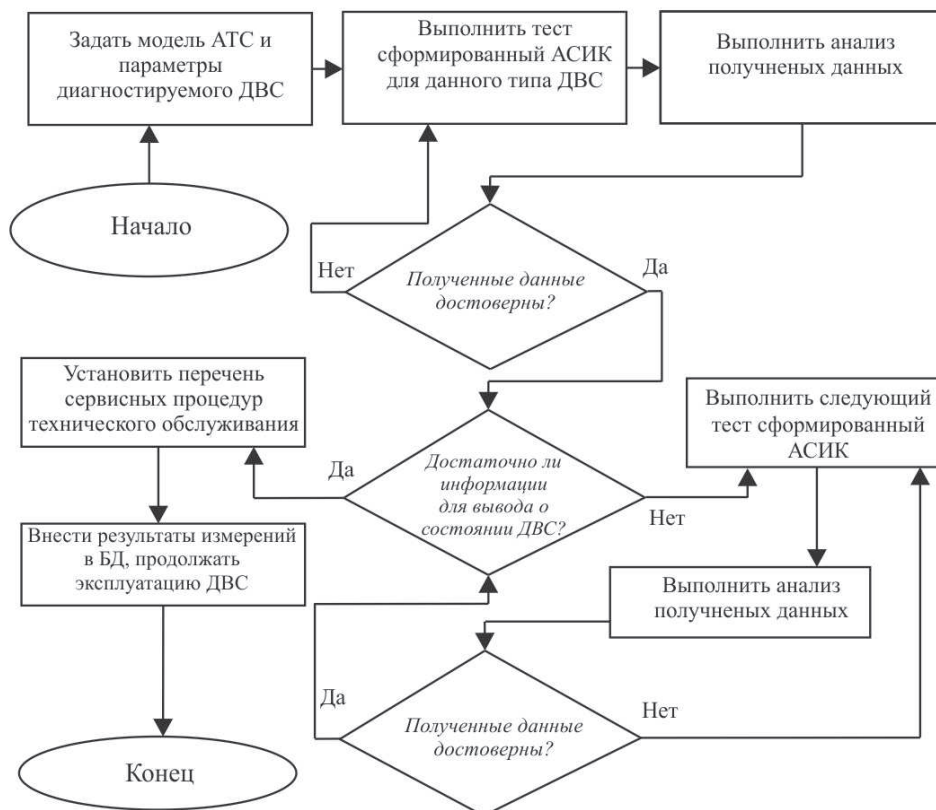 Задать модель АТС и
параметры
диагностируемого ДВС
Выполнить тест
сформированный АСИК
для данного типа ДВС
Выполнить анализ
получненых данных
Начало
Нет
Полученные данные
достоверны?
Да
Установить перечень
сервисных процедур
технического обслуживания
Да
Достаточно ли
информации
для вывода о
состоянии ДВС?
Нет
Выполнить следующий
тест сформированный
АСИК
Внести результаты измерений
в БД, продолжать
эксплуатацию ДВС
Выполнить анализ
получненых данных
Да
Полученные данные
достоверны?
Нет
Конец